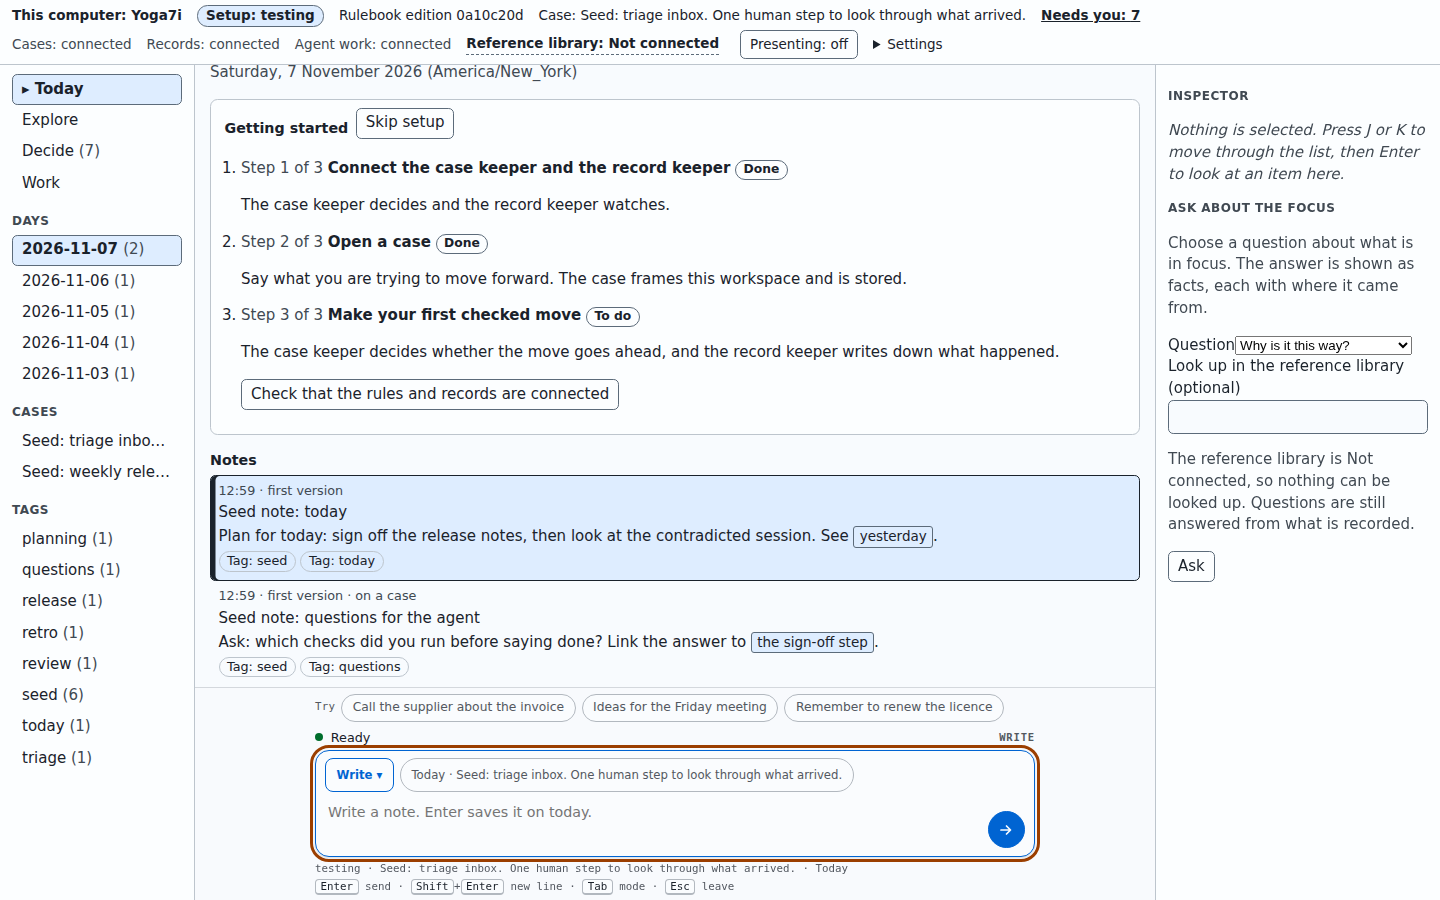 This computer: Yoga7i Setup: testing Rulebook edition 0a10c20d Case: Seed: triage inbox. One human step to look through what arrived. Needs you: 7
Cases: connected Records: connected Agent work: connected Reference library: Not connected Presenting: off ▶ Settings
▸ Today
Explore
Decide (7)
Work
DAYS
2026-11-07 (2)
2026-11-06 (1)
2026-11-05 (1)
2026-11-04 (1)
2026-11-03 (1)
CASES
Seed: triage inbo...
Seed: weekly rele...
TAGS
planning (1)
questions (1)
release (1)
retro (1)
review (1)
seed (6)
today (1)
triage (1)
Saturday, 7 November 2026 (America/New_York)
Getting started Skip setup
1. Step 1 of 3 Connect the case keeper and the record keeper Done
The case keeper decides and the record keeper watches.
2. Step 2 of 3 Open a case Done
Say what you are trying to move forward. The case frames this workspace and is stored.
3. Step 3 of 3 Make your first checked move To do
The case keeper decides whether the move goes ahead, and the record keeper writes down what happened.
Check that the rules and records are connected
Notes
12:59 · first version
Seed note: today
Plan for today: sign off the release notes, then look at the contradicted session. See yesterday.
Tag: seed Tag: today
12:59 · first version · on a case
Seed note: questions for the agent
Ask: which checks did you run before saying done? Link the answer to the sign-off step.
Tag: seed Tag: questions
Try Call the supplier about the invoice Ideas for the Friday meeting Remember to renew the licence
Ready WRITE
Write ▾ Today · Seed: triage inbox. One human step to look through what arrived.
Write a note. Enter saves it on today.
→
testing · Seed: triage inbox. One human step to look through what arrived. · Today
Enter send · Shift+Enter new line · Tab mode · Esc leave
INSPECTOR
Nothing is selected. Press J or K to
move through the list, then Enter
to look at an item here.
ASK ABOUT THE FOCUS
Choose a question about what is
in focus. The answer is shown as
facts, each with where it came
from.
Question Why is it this way?
Look up in the reference library
(optional)
The reference library is Not
connected, so nothing can be
looked up. Questions are still
answered from what is recorded.
Ask